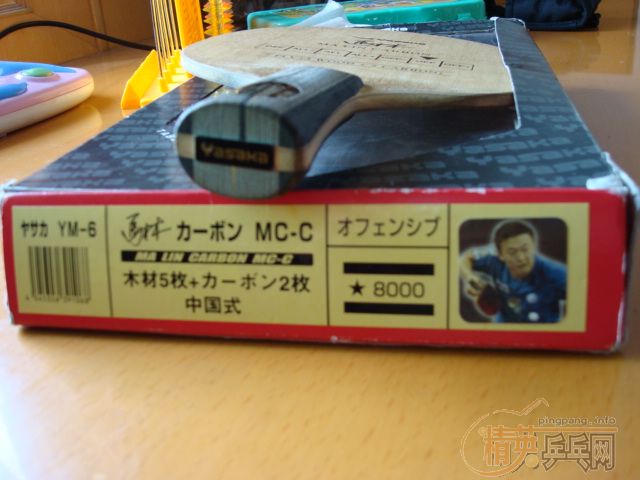 Yasaka
ヤサカ YM-6
馬林 カーボン MC-C
MA LIN CARBON MC-C
木材5枚+カーボン2枚
中国式
オフェンシブ
★ 8000
pingpang.info
精英乒乓网